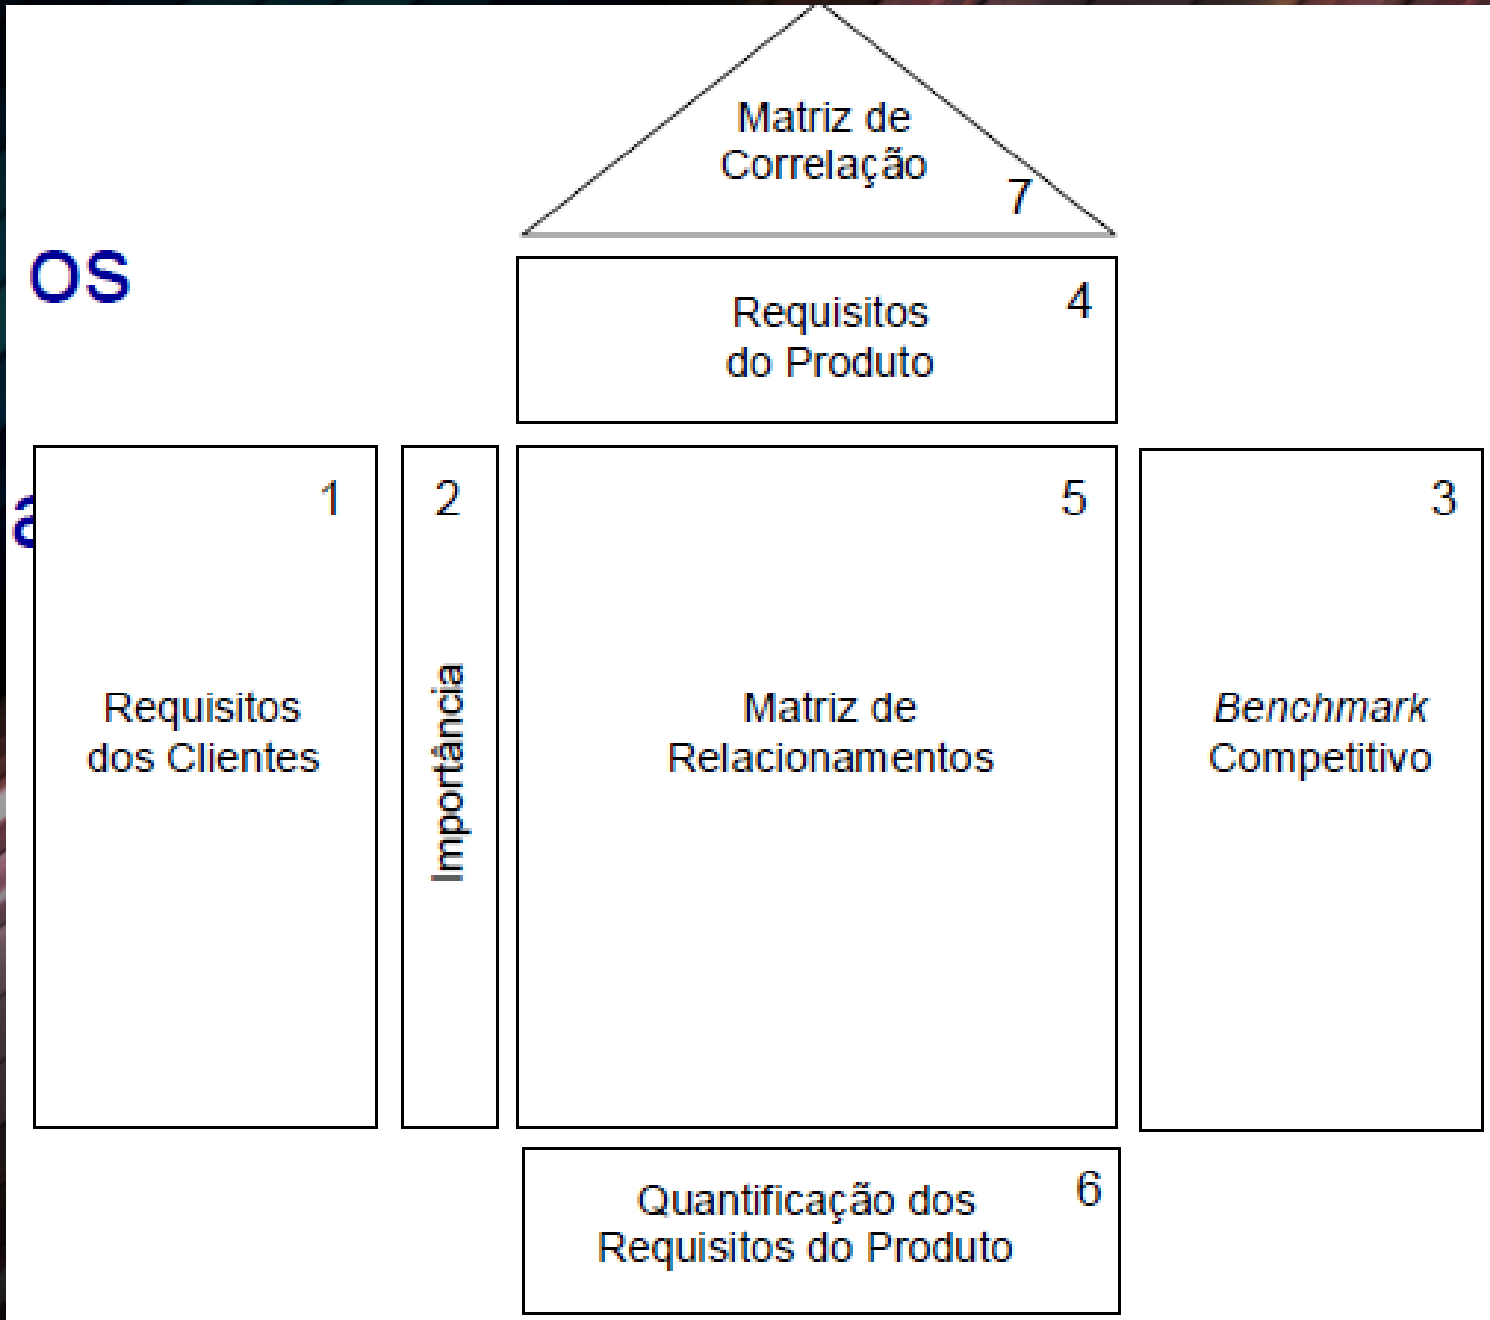 Matriz de
Correlação
7
os
Requisitos
do Produto
4
1
Requisitos
dos Clientes
2
Importância
5
Matriz de
Relacionamentos
3
Benchmark
Competitivo
6
Quantificação dos
Requisitos do Produto